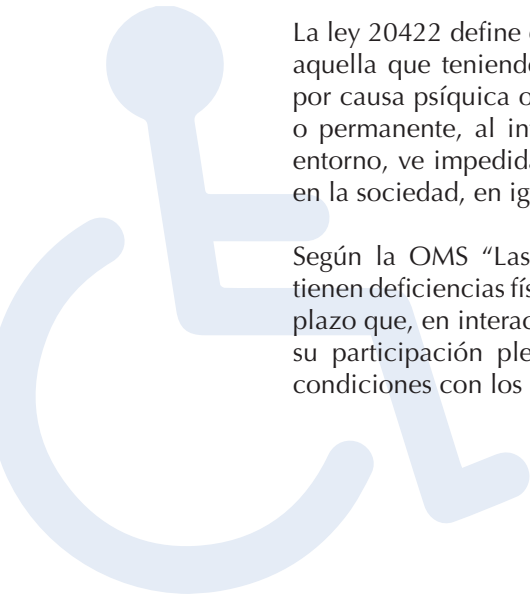 La ley 20422 define
aquella que teniend
por causa psíquica o
o permanente, al in
entorno, ve impedid
en la sociedad, en ig
Según la OMS “Las
tienen deficiencias fí
plazo que, en interac
su participación ple
condiciones con los